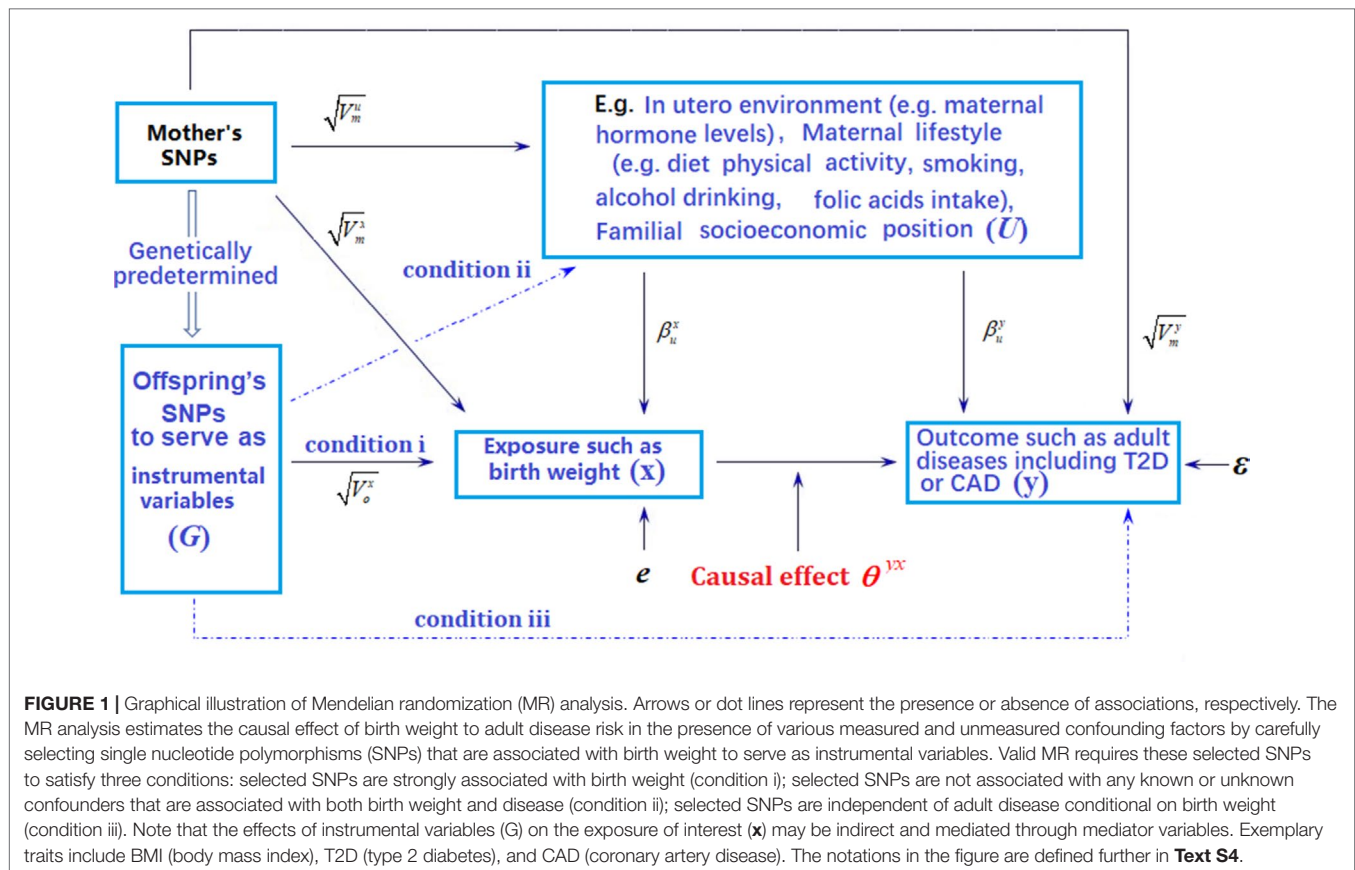 Mother's
SNPs
√V_m^u
E.g. In utero environment (e.g. maternal
hormone levels), Maternal lifestyle
(e.g. diet physical activity, smoking,
alcohol drinking, folic acids intake),
Familial socioeconomic position (U)
√V_m^x
Genetically
predetermined
condition ii
β_u^x
β_u^y
√V_m^y
Offspring's
SNPs
to serve as
instrumental
variables
(G)
condition i
√V_o^x
Exposure such as
birth weight (x)
Outcome such as adult
diseases including T2D
or CAD (y)
ε
e
Causal effect θ^yx
condition iii
FIGURE 1 | Graphical illustration of Mendelian randomization (MR) analysis. Arrows or dot lines represent the presence or absence of associations, respectively. The
MR analysis estimates the causal effect of birth weight to adult disease risk in the presence of various measured and unmeasured confounding factors by carefully
selecting single nucleotide polymorphisms (SNPs) that are associated with birth weight to serve as instrumental variables. Valid MR requires these selected SNPs
to satisfy three conditions: selected SNPs are strongly associated with birth weight (condition i); selected SNPs are not associated with any known or unknown
confounders that are associated with both birth weight and disease (condition ii); selected SNPs are independent of adult disease conditional on birth weight
(condition iii). Note that the effects of instrumental variables (G) on the exposure of interest (x) may be indirect and mediated through mediator variables. Exemplary
traits include BMI (body mass index), T2D (type 2 diabetes), and CAD (coronary artery disease). The notations in the figure are defined further in Text S4.